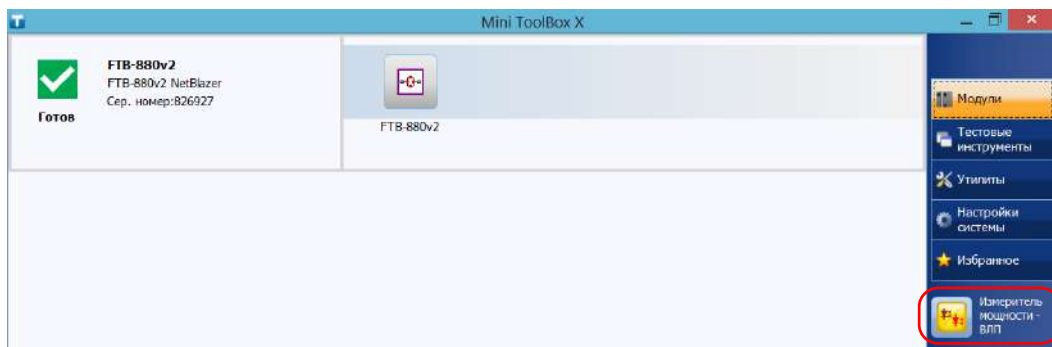 Mini ToolBox X
FTB-880v2
FTB-880v2 NetBlazer
Сер. номер:826927
Готов
FTB-880v2
Модули
Тестовые
инструменты
Утилиты
Настройки
системы
Избранное
Измеритель
мощности -
ВЛП